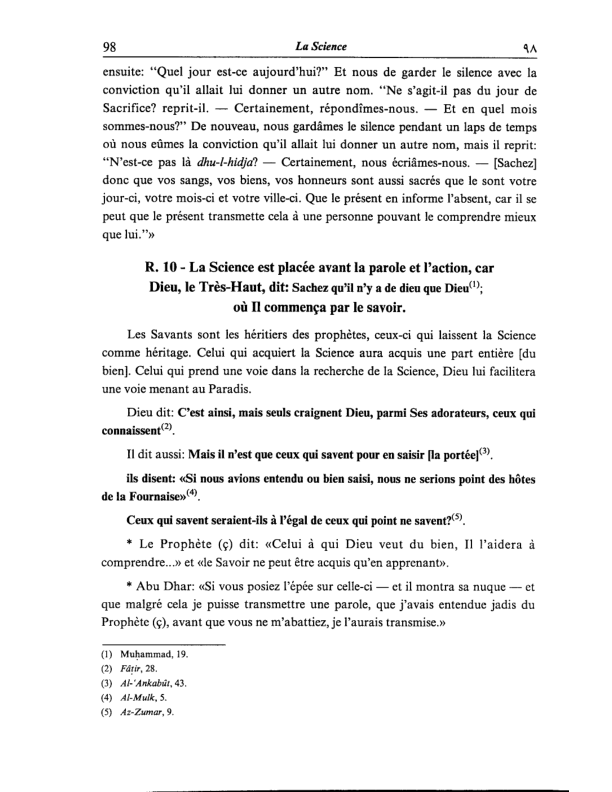 98 La Science ٩٨
ensuite: “Quel jour est-ce aujourd'hui?” Et nous de garder le silence avec la
conviction qu'il allait lui donner un autre nom. “Ne s'agit-il pas du jour de
Sacrifice? reprit-il. — Certainement, répondîmes-nous. — Et en quel mois
sommes-nous?” De nouveau, nous gardâmes le silence pendant un laps de temps
où nous eûmes la conviction qu'il allait lui donner un autre nom, mais il reprit:
“N'est-ce pas là dhu-l-hidja? — Certainement, nous écriâmes-nous. — [Sachez]
donc que vos sangs, vos biens, vos honneurs sont aussi sacrés que le sont votre
jour-ci, votre mois-ci et votre ville-ci. Que le présent en informe l'absent, car il se
peut que le présent transmette cela à une personne pouvant le comprendre mieux
que lui.”»
R. 10 - La Science est placée avant la parole et l'action, car
Dieu, le Très-Haut, dit: Sachez qu'il n'y a de dieu que Dieu(1);
où Il commença par le savoir.
Les Savants sont les héritiers des prophètes, ceux-ci qui laissent la Science
comme héritage. Celui qui acquiert la Science aura acquis une part entière [du
bien]. Celui qui prend une voie dans la recherche de la Science, Dieu lui facilitera
une voie menant au Paradis.
Dieu dit: C'est ainsi, mais seuls craignent Dieu, parmi Ses adorateurs, ceux qui
connaissent(2).
Il dit aussi: Mais il n'est que ceux qui savent pour en saisir [la portée](3).
ils disent: «Si nous avions entendu ou bien saisi, nous ne serions point des hôtes
de la Fournaise»(4).
Ceux qui savent seraient-ils à l'égal de ceux qui point ne savent?(5).
* Le Prophète (ç) dit: «Celui à qui Dieu veut du bien, Il l'aidera à
comprendre...» et «le Savoir ne peut être acquis qu'en apprenant».
* Abu Dhar: «Si vous posiez l'épée sur celle-ci — et il montra sa nuque — et
que malgré cela je puisse transmettre une parole, que j'avais entendue jadis du
Prophète (ç), avant que vous ne m'abattiez, je l'aurais transmise.»
(1) Muḥammad, 19.
(2) Fâṭir, 28.
(3) Al-'Ankabût, 43.
(4) Al-Mulk, 5.
(5) Az-Zumar, 9.